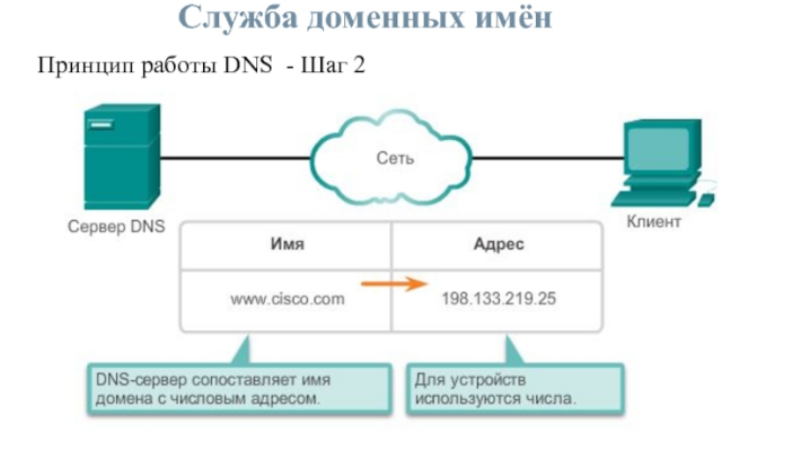 Служба доменных имён
Принцип работы DNS - Шаг 2
Сеть
Сервер DNS
Клиент
Имя Адрес
www.cisco.com 198.133.219.25
DNS-сервер сопоставляет имя
домена с числовым адресом.
Для устройств
используются числа.